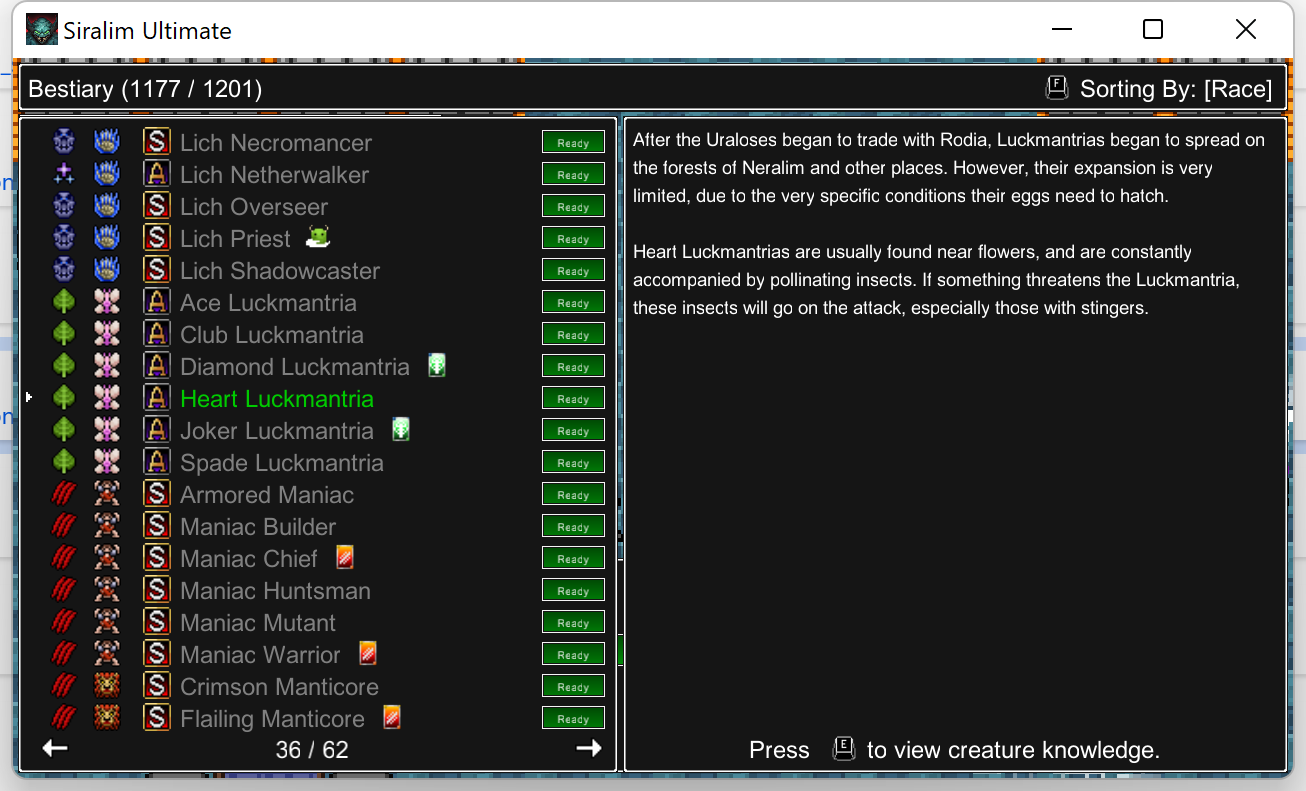 Siralim Ultimate
Bestiary (1177 / 1201)
F Sorting By: [Race]
S Lich Necromancer Ready
A Lich Netherwalker Ready
S Lich Overseer Ready
S Lich Priest Ready
S Lich Shadowcaster Ready
A Ace Luckmantria Ready
A Club Luckmantria Ready
A Diamond Luckmantria Ready
A Heart Luckmantria Ready
A Joker Luckmantria Ready
A Spade Luckmantria Ready
S Armored Maniac Ready
S Maniac Builder Ready
S Maniac Chief Ready
S Maniac Huntsman Ready
S Maniac Mutant Ready
S Maniac Warrior Ready
S Crimson Manticore Ready
S Flailing Manticore Ready
36 / 62
After the Uraloses began to trade with Rodia, Luckmantrias began to spread on
the forests of Neralim and other places. However, their expansion is very
limited, due to the very specific conditions their eggs need to hatch.
Heart Luckmantrias are usually found near flowers, and are constantly
accompanied by pollinating insects. If something threatens the Luckmantria,
these insects will go on the attack, especially those with stingers.
Press E to view creature knowledge.